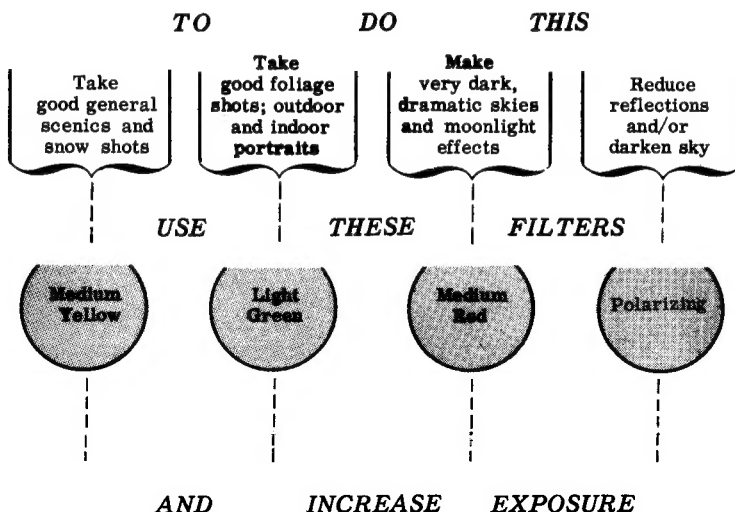 TO DO THIS
Take
good general
scenics and
snow shots
Take
good foliage
shots; outdoor
and indoor
portraits
Make
very dark,
dramatic skies
and moonlight
effects
Reduce
reflections
and/or
darken sky
USE THESE FILTERS
Medium
Yellow
Light
Green
Medium
Red
Polarizing
AND INCREASE EXPOSURE